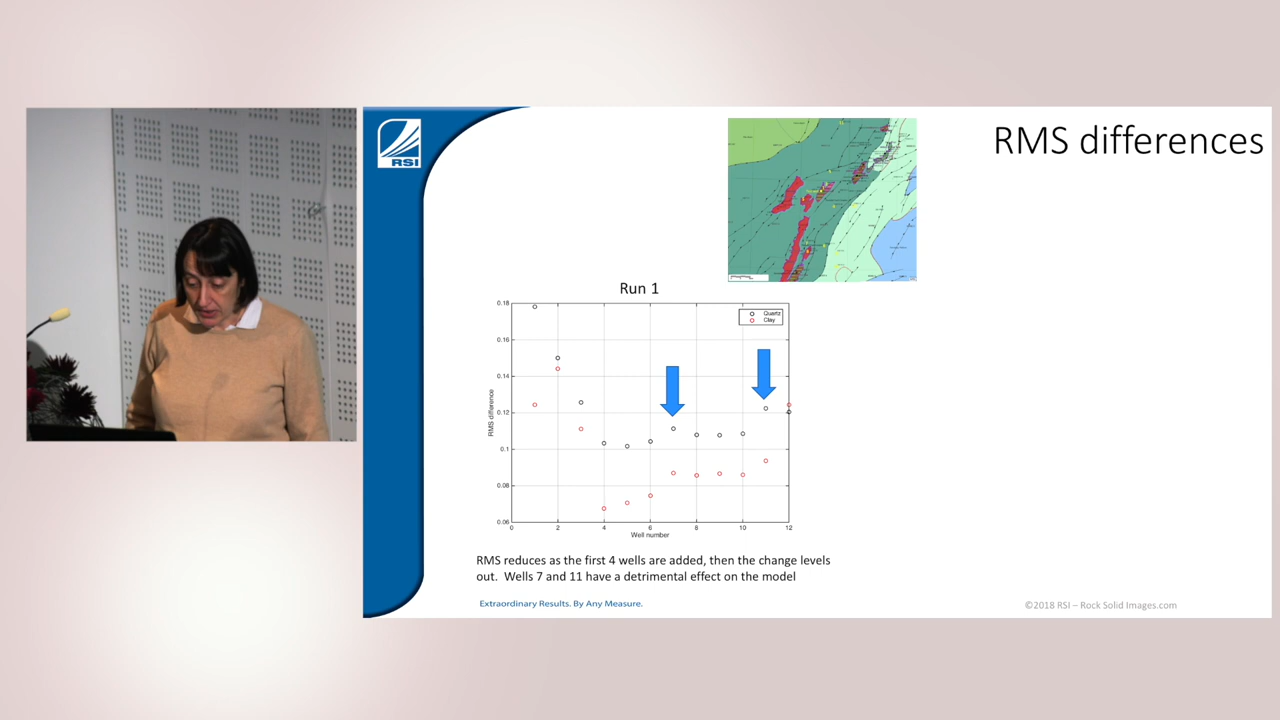 RSI
RMS differences
Run 1
0.18
0.16
0.14
0.12
0.1
0.08
0.06
RMS difference
Quartz
Clay
0 2 4 6 8 10 12
Well number
RMS reduces as the first 4 wells are added, then the change levels
out. Wells 7 and 11 have a detrimental effect on the model
Extraordinary Results. By Any Measure.
©2018 RSI – Rock Solid Images.com